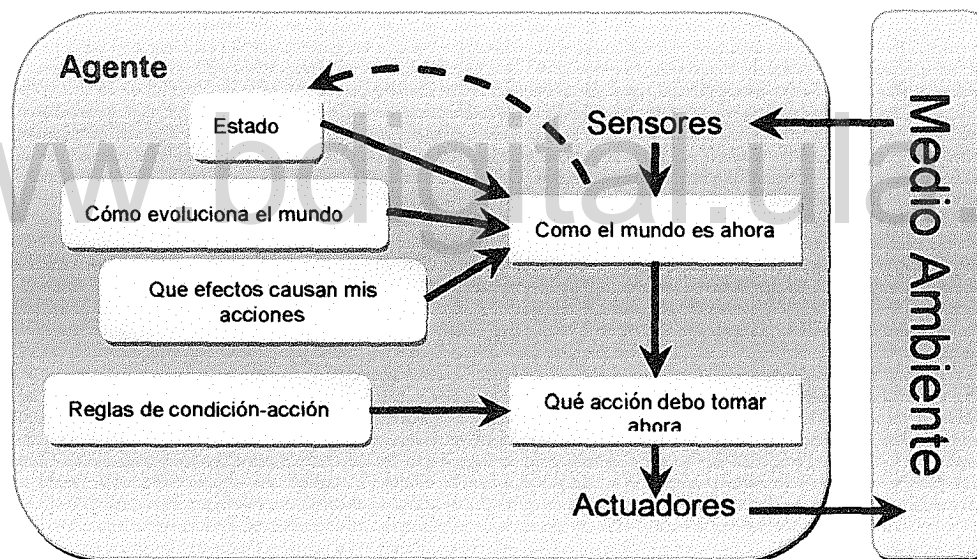 Agente
Estado
Sensores
Medio Ambiente
www.bdigital.ula.
Cómo evoluciona el mundo
Como el mundo es ahora
Que efectos causan mis
acciones
Reglas de condición-acción
Qué acción debo tomar
ahora
Actuadores